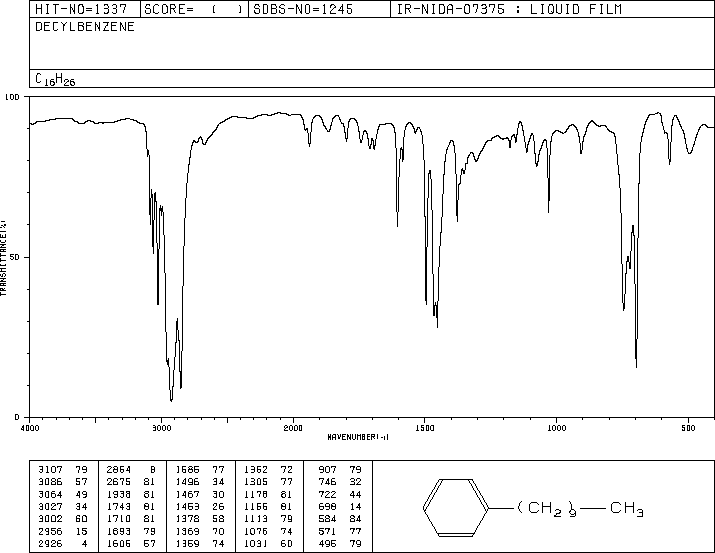 HIT-NO=1337 SCORE= ( ) SDBS-NO=1245 IR-NIDA-07375 : LIQUID FILM
DECYLBENZENE
C16H26
100
TRANSMITTANCE(%)
50
0
4000 3000 2000 1500 1000 500
WAVENUMBER(-1)
3107 79 2854 8 1686 77 1362 72 907 79
3086 57 2675 81 1496 34 1305 77 746 32
3064 49 1938 81 1467 30 1178 81 722 44
3027 34 1743 81 1453 26 1155 81 698 14
3002 60 1710 81 1378 58 1113 79 584 84
2956 15 1693 79 1369 70 1076 74 571 77
2926 4 1605 57 1359 74 1031 60 495 79
(CH2)9 CH3